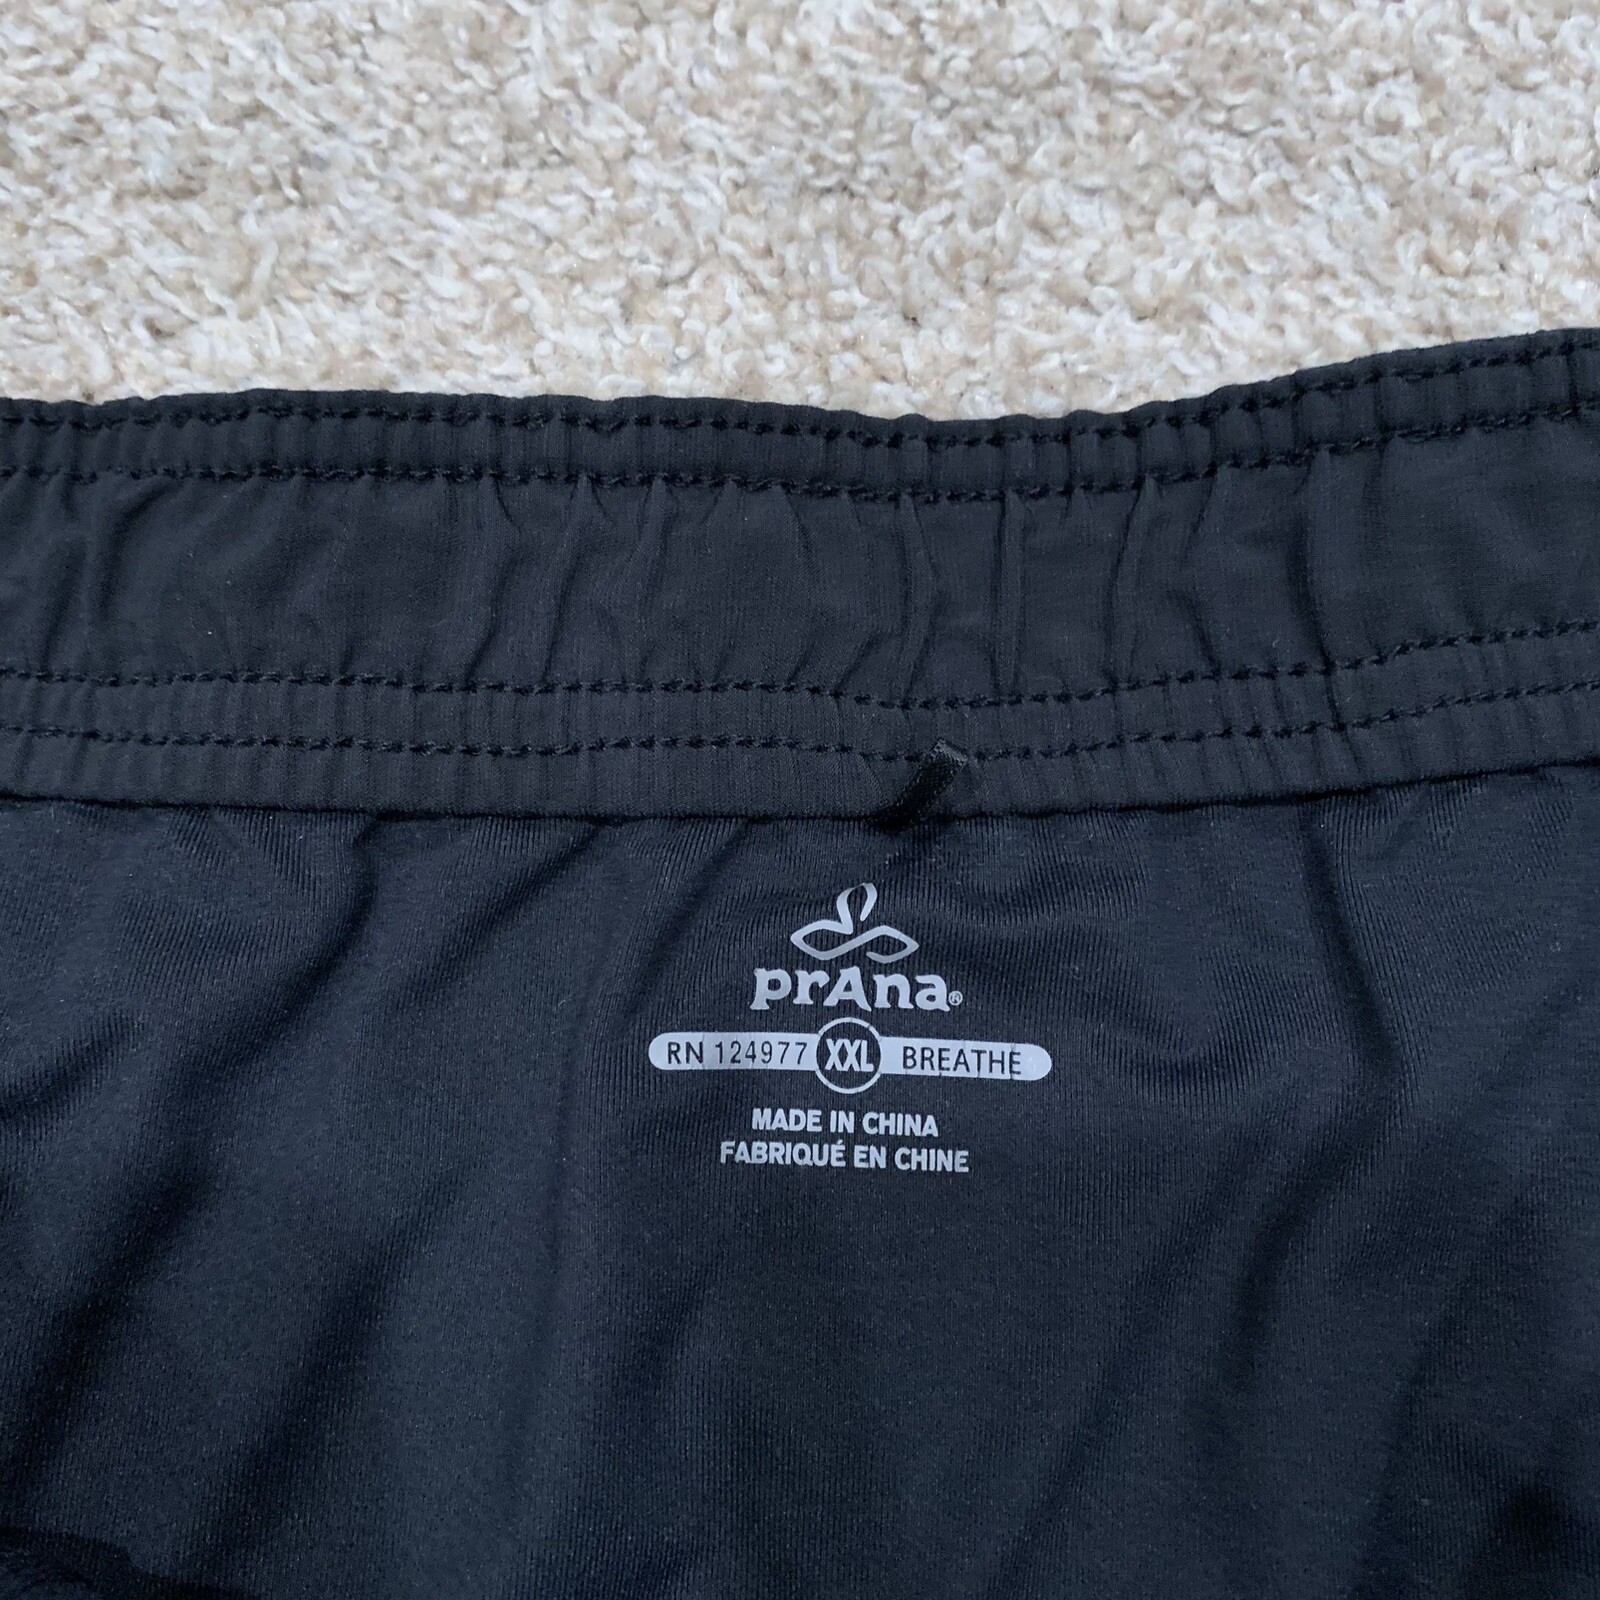 prAna®
RN 124977 XXL BREATHE
MADE IN CHINA
FABRIQUÉ EN CHINE